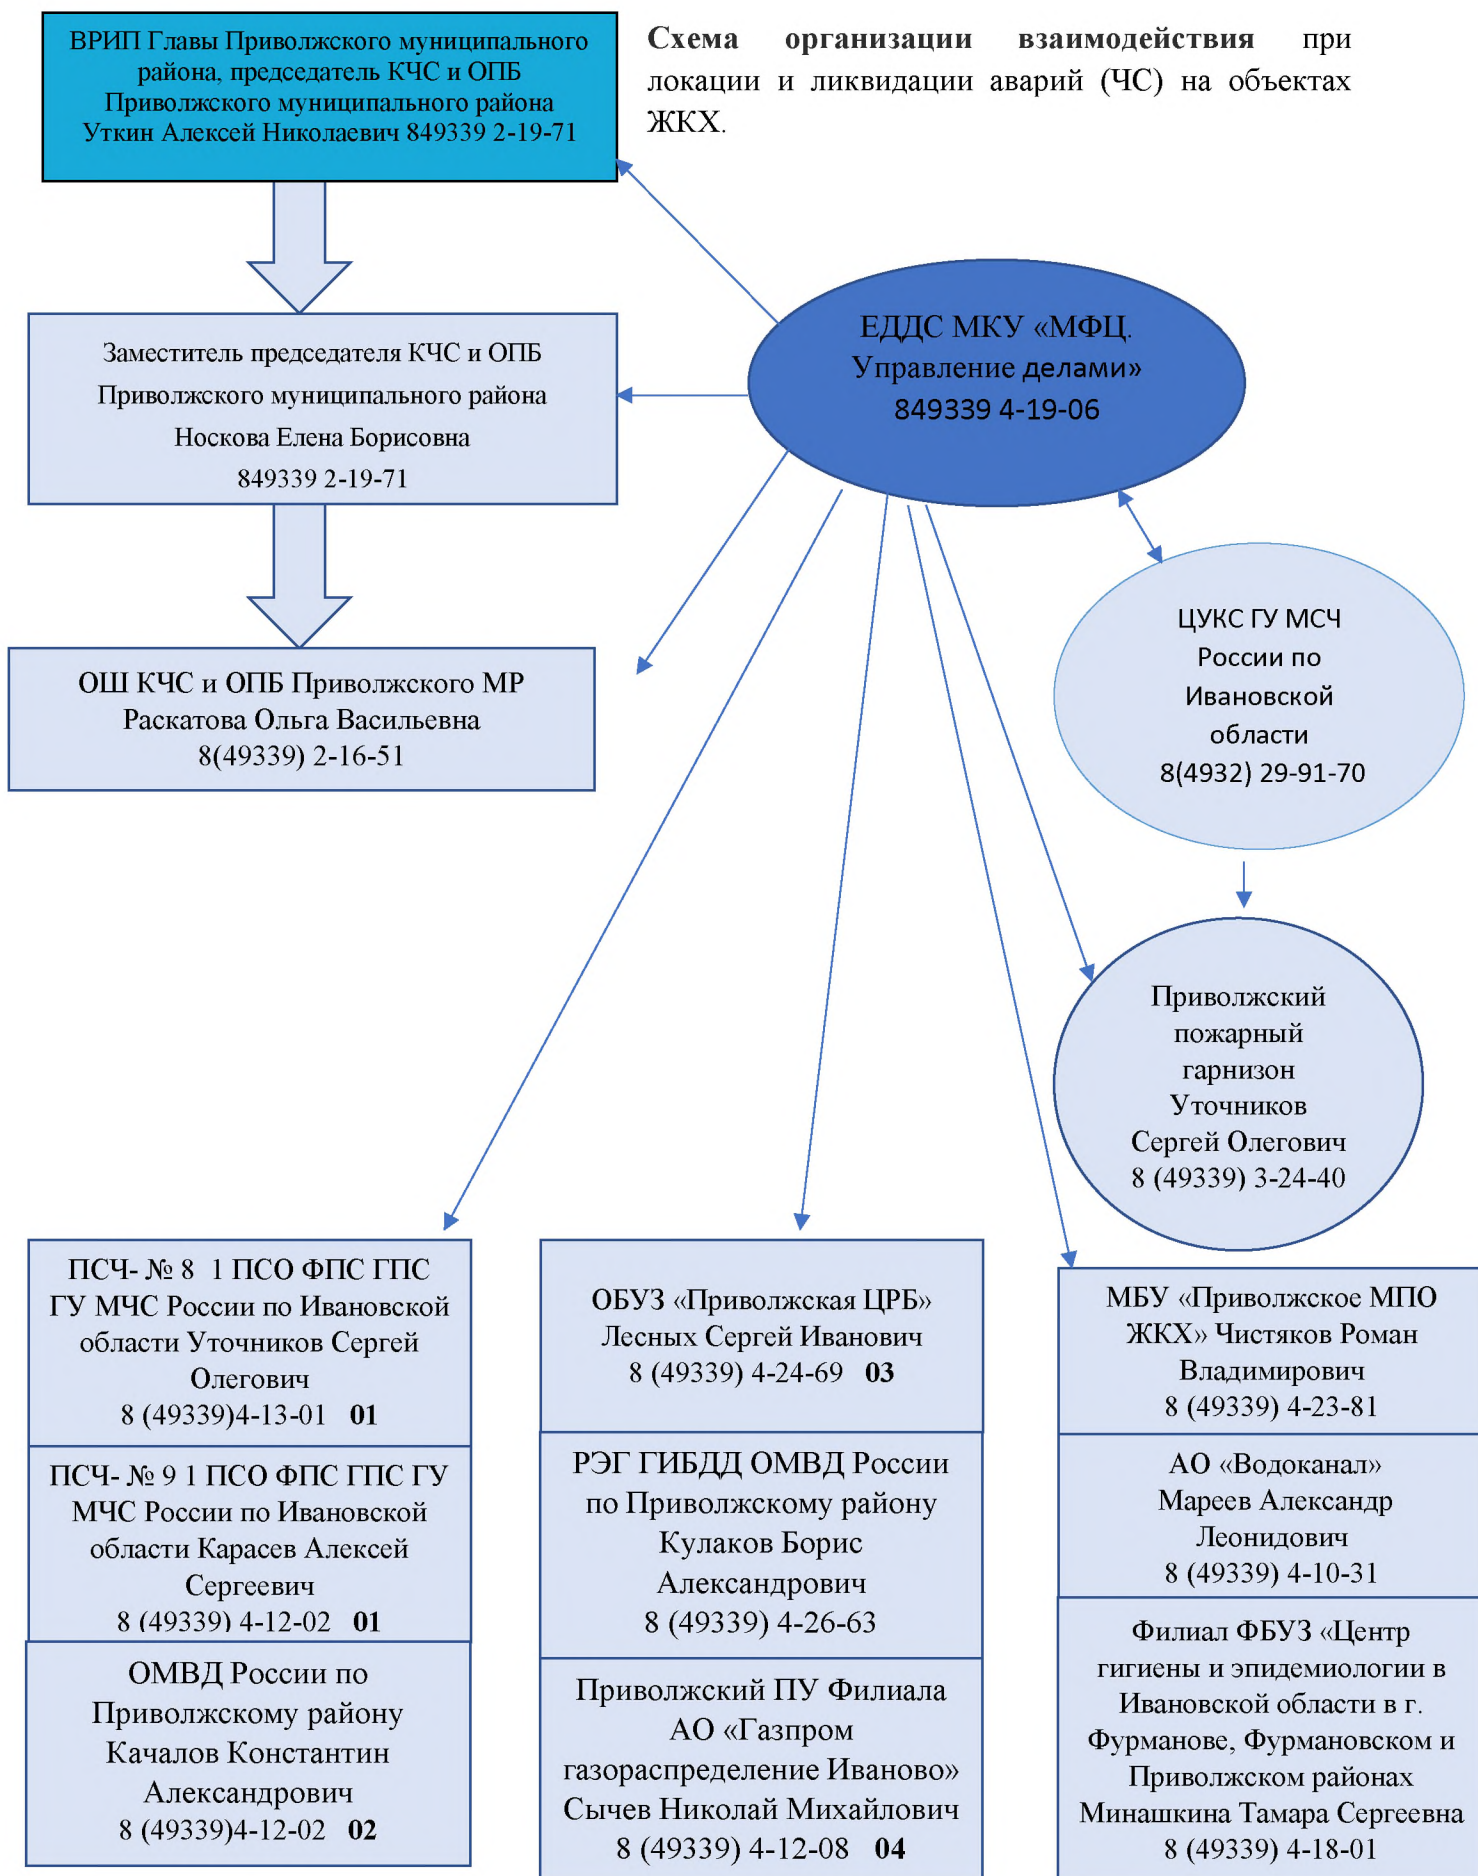 ВРИП Главы Приволжского муниципального
района, председатель КЧС и ОПБ
Приволжского муниципального района
Уткин Алексей Николаевич 849339 2-19-71
Схема организации взаимодействия при
локации и ликвидации аварий (ЧС) на объектах
ЖКХ.
ЕДДС МКУ «МФЦ.
Управление делами»
849339 4-19-06
Заместитель председателя КЧС и ОПБ
Приволжского муниципального района
Носкова Елена Борисовна
849339 2-19-71
ЦУКС ГУ МСЧ
России по
Ивановской
области
8(4932) 29-91-70
ОШ КЧС и ОПБ Приволжского МР
Раскатова Ольга Васильевна
8(49339) 2-16-51
Приволжский
пожарный
гарнизон
Уточников
Сергей Олегович
8 (49339) 3-24-40
ПСЧ- № 8 1 ПСО ФПС ГПС
ГУ МЧС России по Ивановской
области Уточников Сергей
Олегович
8 (49339)4-13-01 01
ПСЧ- № 9 1 ПСО ФПС ГПС ГУ
МЧС России по Ивановской
области Карасев Алексей
Сергеевич
8 (49339) 4-12-02 01
ОМВД России по
Приволжскому району
Качалов Константин
Александрович
8 (49339)4-12-02 02
ОБУЗ «Приволжская ЦРБ»
Лесных Сергей Иванович
8 (49339) 4-24-69 03
РЭГ ГИБДД ОМВД России
по Приволжскому району
Кулаков Борис
Александрович
8 (49339) 4-26-63
Приволжский ПУ Филиала
АО «Газпром
газораспределение Иваново»
Сычев Николай Михайлович
8 (49339) 4-12-08 04
МБУ «Приволжское МПО
ЖКХ» Чистяков Роман
Владимирович
8 (49339) 4-23-81
АО «Водоканал»
Мареев Александр
Леонидович
8 (49339) 4-10-31
Филиал ФБУЗ «Центр
гигиены и эпидемиологии в
Ивановской области в г.
Фурманове, Фурмановском и
Приволжском районах
Минашкина Тамара Сергеевна
8 (49339) 4-18-01